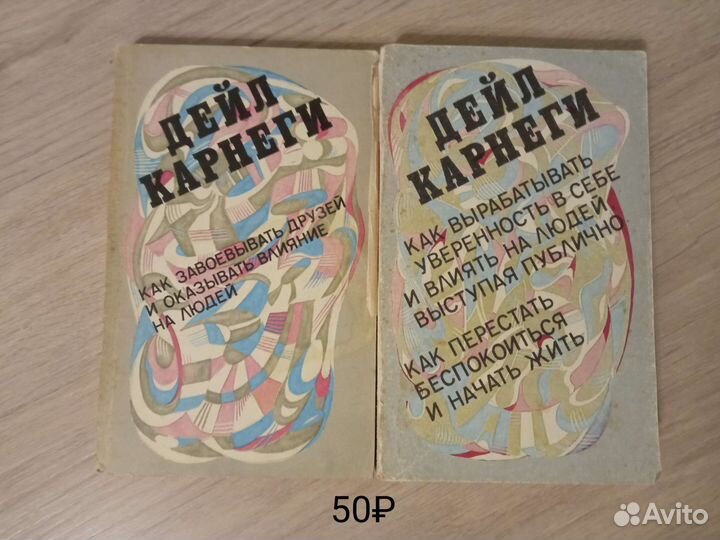 ДЕЙЛ
КАРНЕГИ
КАК ЗАВОЕВЫВАТЬ ДРУЗЕЙ
И ОКАЗЫВАТЬ ВЛИЯНИЕ
НА ЛЮДЕЙ
ДЕЙЛ
КАРНЕГИ
КАК ВЫРАБАТЫВАТЬ
УВЕРЕННОСТЬ В СЕБЕ
И ВЛИЯТЬ НА ЛЮДЕЙ,
ВЫСТУПАЯ ПУБЛИЧНО.
КАК ПЕРЕСТАТЬ
БЕСПОКОИТЬСЯ
И НАЧАТЬ ЖИТЬ
50₽
Avito